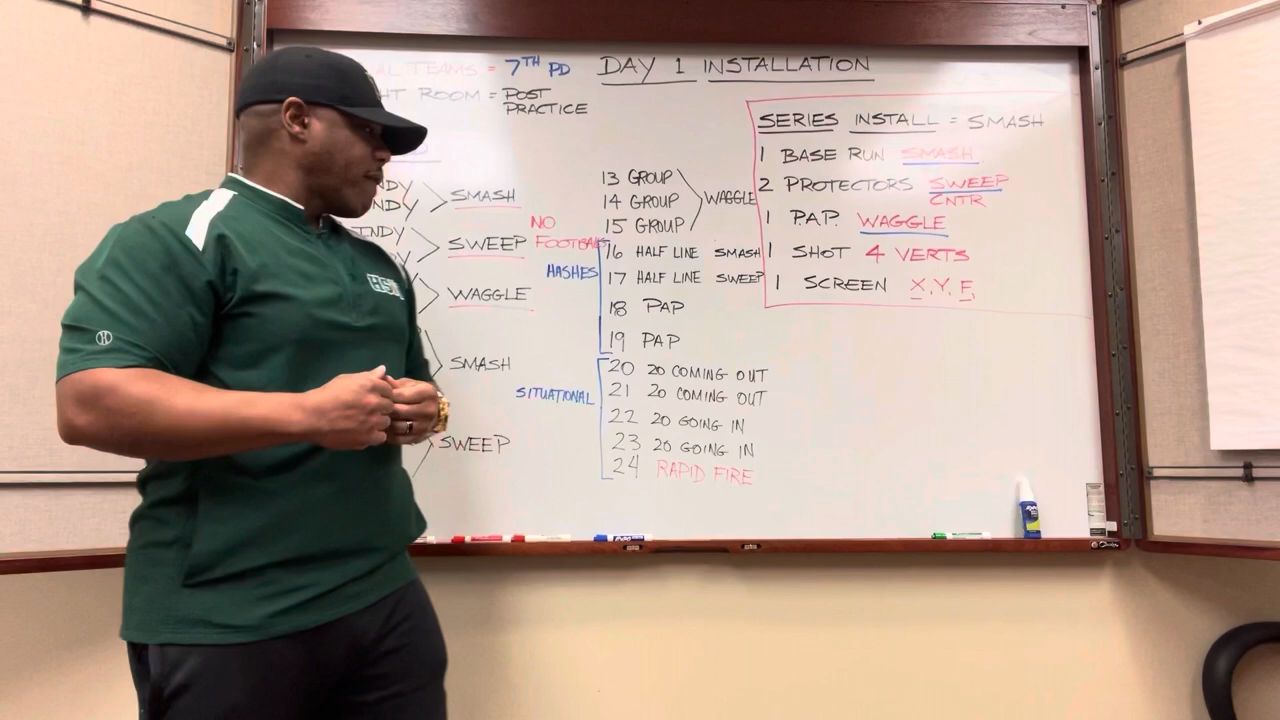 TEAMS = 7TH PD
ROOM = POST
PRACTICE
DAY 1 INSTALLATION
SMASH
SWEEP
WAGGLE
SMASH
SWEEP
NO
FOOTBALL
HASHES
SITUATIONAL
13 GROUP
14 GROUP
15 GROUP
WAGGLE
16 HALF LINE SMASH
17 HALF LINE SWEEP
18 PAP
19 PAP
20 20 COMING OUT
21 20 COMING OUT
22 20 GOING IN
23 20 GOING IN
24 RAPID FIRE
SERIES INSTALL = SMASH
1 BASE RUN SMASH
2 PROTECTORS SWEEP
CNTR
1 P.A.P. WAGGLE
1 SHOT 4 VERTS
1 SCREEN X, Y, F,
EXPO